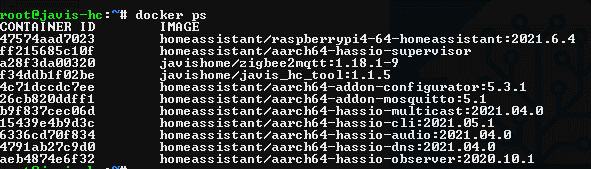 root@javis-hc:~# docker ps
CONTAINER ID        IMAGE
47574aad7023        homeassistant/raspberrypi4-64-homeassistant:2021.6.4
ff215685c10f        homeassistant/aarch64-hassio-supervisor
a28f3da00320        javishome/zigbee2mqtt:1.18.1-9
f34ddb1f02be        javishome/javis_hc_tool:1.1.5
4c71dccdc7ee        homeassistant/aarch64-addon-configurator:5.3.1
26cb820ddff1        homeassistant/aarch64-addon-mosquitto:5.1
b9f837cec06d        homeassistant/aarch64-hassio-multicast:2021.04.0
15439e4b9d3c        homeassistant/aarch64-hassio-cli:2021.05.1
6336cd70f834        homeassistant/aarch64-hassio-audio:2021.04.0
4791ab27c9d0        homeassistant/aarch64-hassio-dns:2021.04.0
aeb4874e6f32        homeassistant/aarch64-hassio-observer:2020.10.1